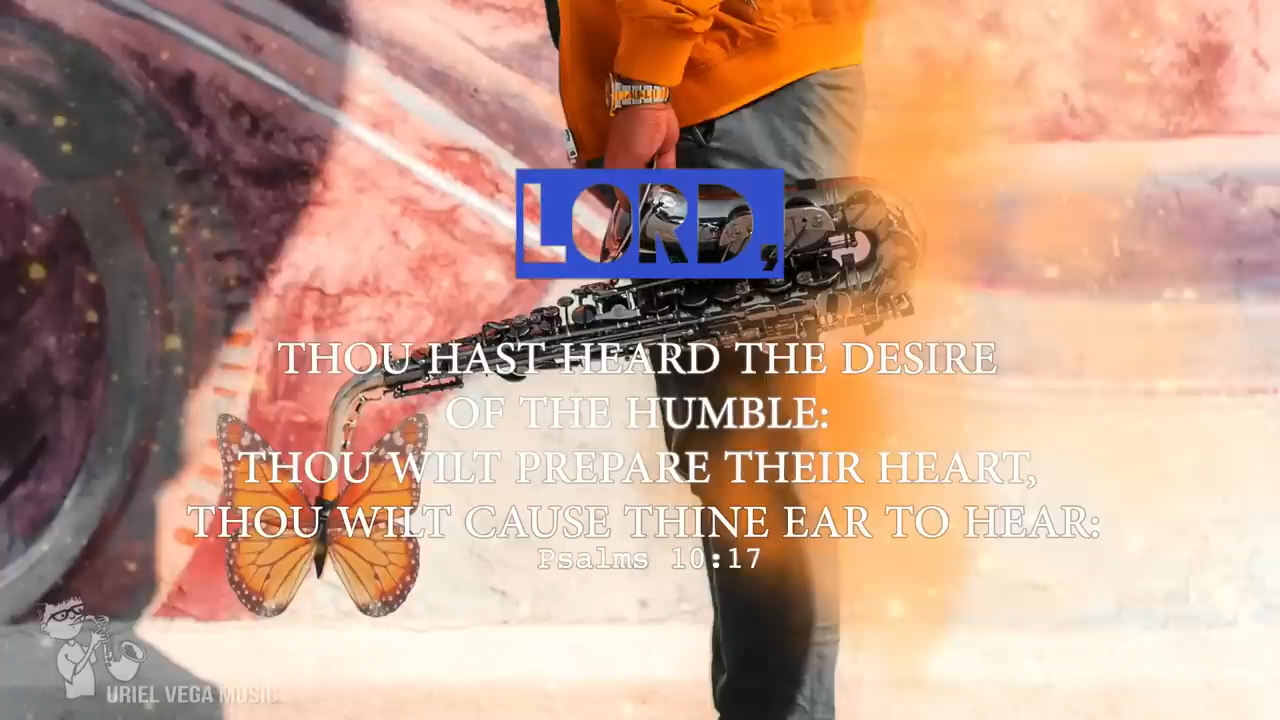 LORD,
THOU HAST HEARD THE DESIRE
OF THE HUMBLE:
THOU WILT PREPARE THEIR HEART,
THOU WILT CAUSE THINE EAR TO HEAR:
Psalms 10:17
URIEL VEGA MUSIC